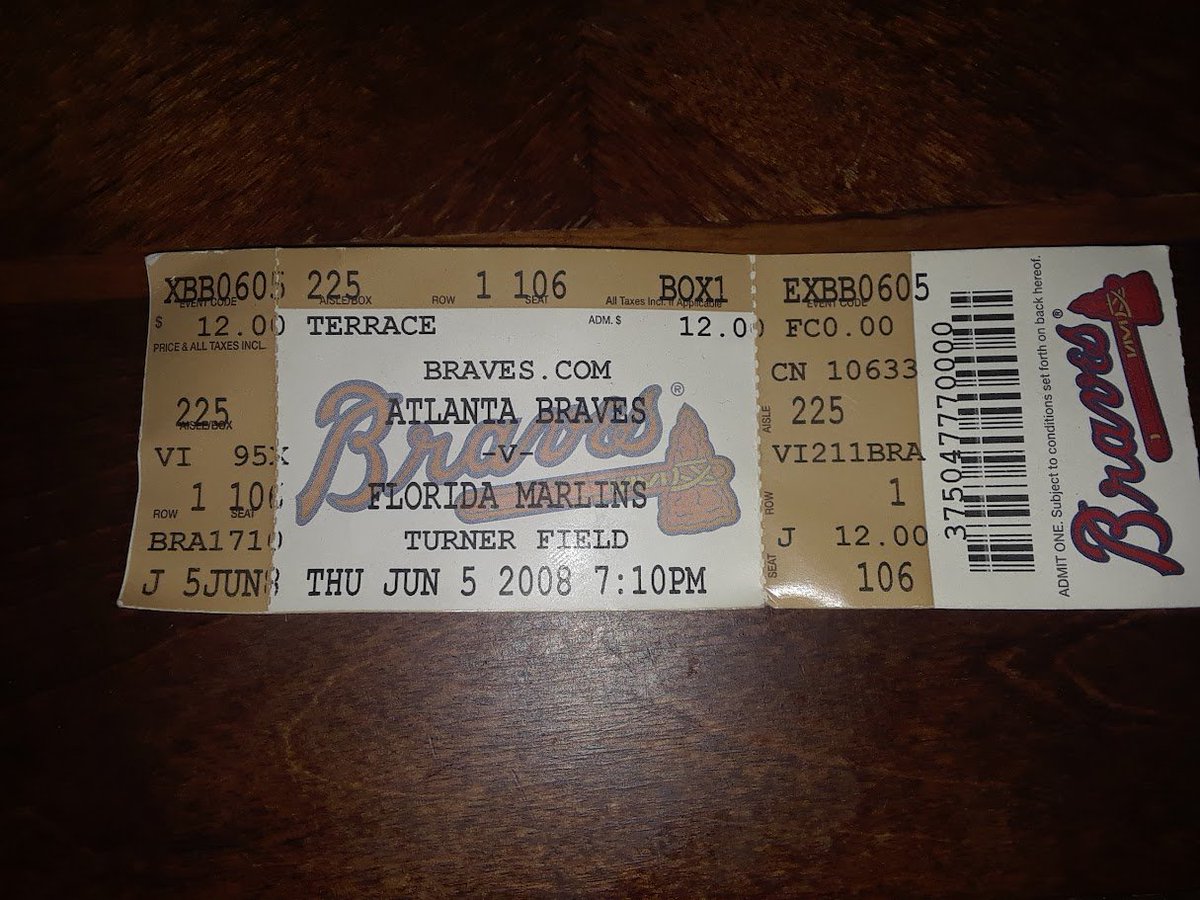 XBB0605 225 1 106 BOX1 EXBB0605
EVENT CODE AISLE/BOX ROW SEAT All Taxes Incl. if Applicable EVENT CODE
$ 12.00 TERRACE ADM. $ 12.00 FC0.00
PRICE & ALL TAXES INCL.
BRAVES.COM
CN 10633
Braves®
225 ATLANTA BRAVES AISLE 225
AISLE/BOX
VI 95X -V- VI211BRA
1 106 FLORIDA MARLINS ROW 1
ROW SEAT
BRA1710 TURNER FIELD J 12.00
J 5JUN8 THU JUN 5 2008 7:10PM SEAT 106
3750477770000
ADMIT ONE. Subject to conditions set forth on back hereof.
Braves®